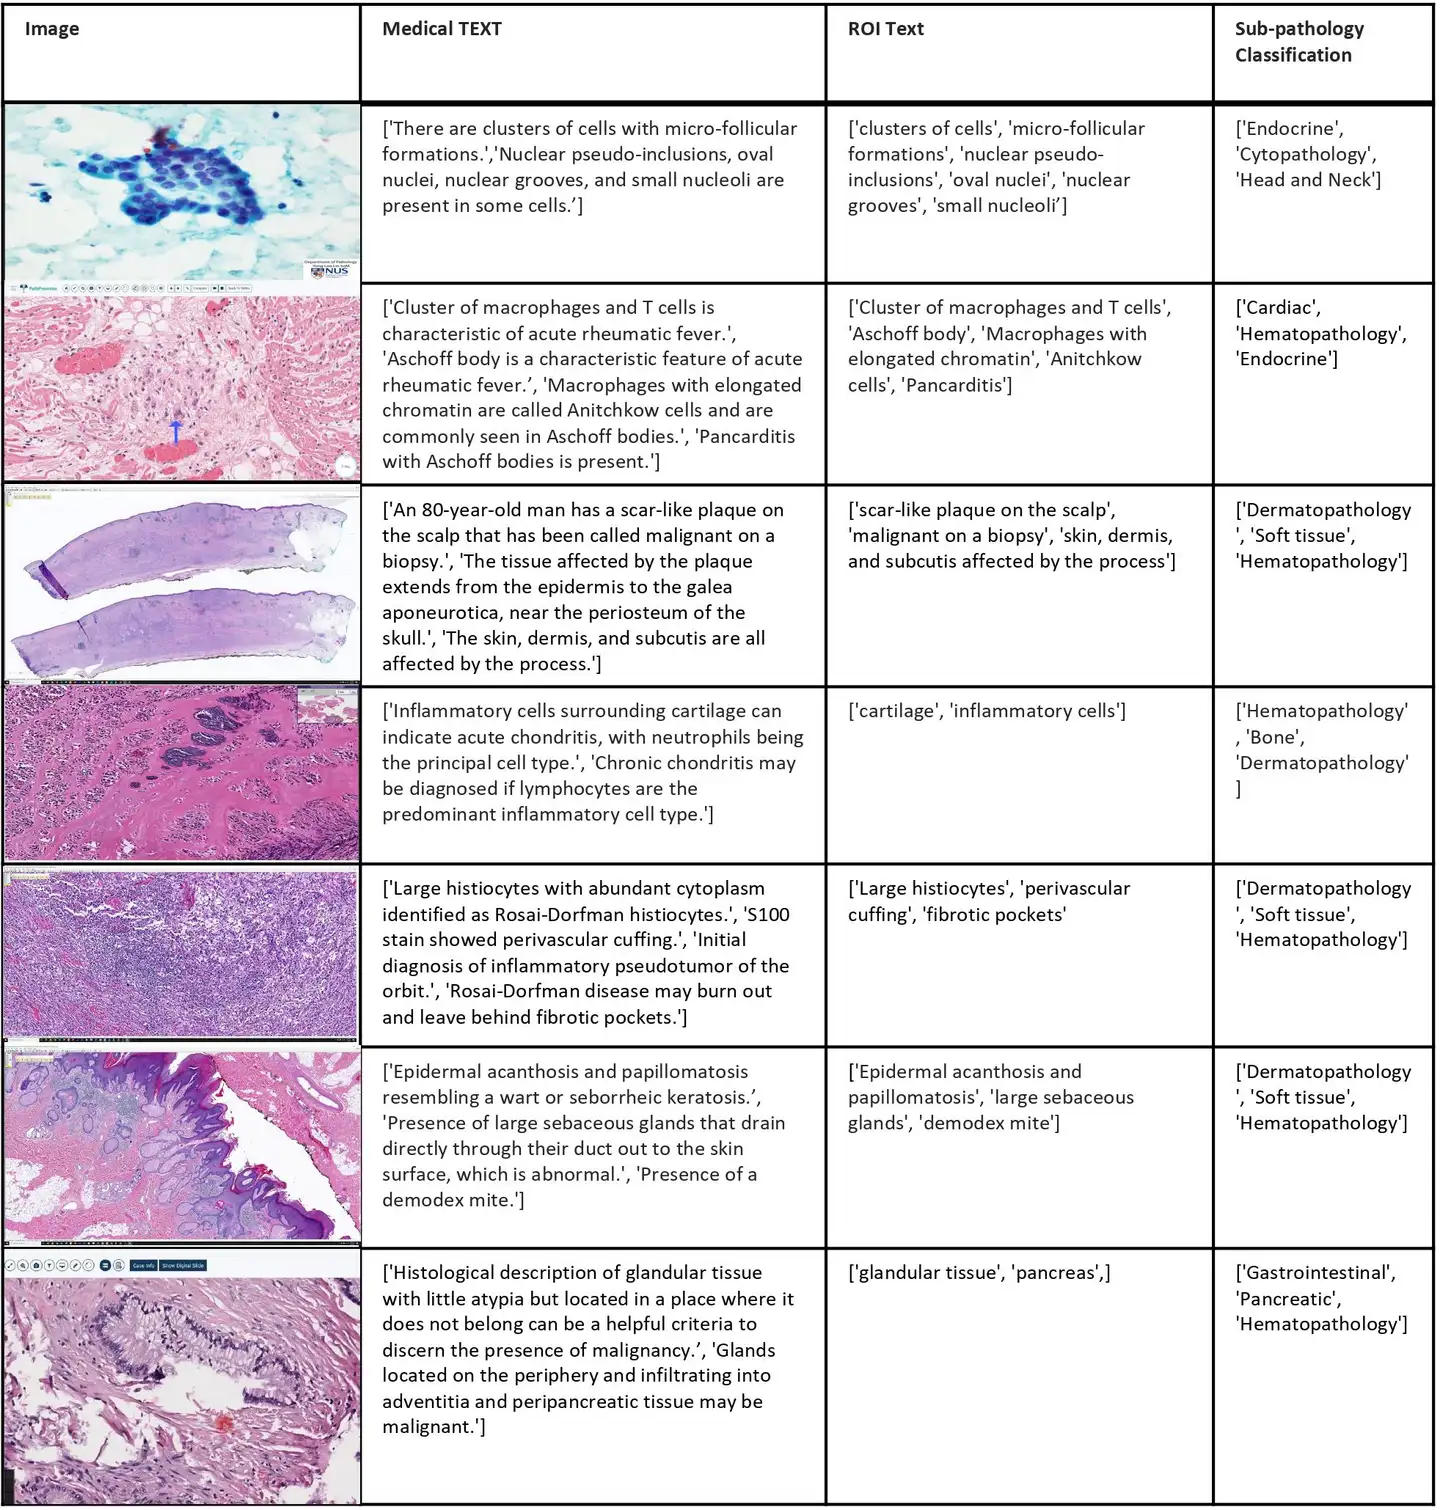 Image
Medical TEXT
ROI Text
Sub-pathology
Classification
Department of Pathology
NUS
['There are clusters of cells with micro-follicular
formations.','Nuclear pseudo-inclusions, oval
nuclei, nuclear grooves, and small nucleoli are
present in some cells.’]
['clusters of cells', 'micro-follicular
formations', 'nuclear pseudo-
inclusions', 'oval nuclei', 'nuclear
grooves', 'small nucleoli’]
['Endocrine',
'Cytopathology',
'Head and Neck']
['Cluster of macrophages and T cells is
characteristic of acute rheumatic fever.',
'Aschoff body is a characteristic feature of acute
rheumatic fever.’, 'Macrophages with elongated
chromatin are called Anitchkow cells and are
commonly seen in Aschoff bodies.', 'Pancarditis
with Aschoff bodies is present.']
['Cluster of macrophages and T cells',
'Aschoff body', 'Macrophages with
elongated chromatin', 'Anitchkow
cells', 'Pancarditis']
['Cardiac',
'Hematopathology',
'Endocrine']
['An 80-year-old man has a scar-like plaque on
the scalp that has been called malignant on a
biopsy.', 'The tissue affected by the plaque
extends from the epidermis to the galea
aponeurotica, near the periosteum of the
skull.', 'The skin, dermis, and subcutis are all
affected by the process.']
['scar-like plaque on the scalp',
'malignant on a biopsy', 'skin, dermis,
and subcutis affected by the process']
['Dermatopathology
', 'Soft tissue',
'Hematopathology']
['Inflammatory cells surrounding cartilage can
indicate acute chondritis, with neutrophils being
the principal cell type.', 'Chronic chondritis may
be diagnosed if lymphocytes are the
predominant inflammatory cell type.']
['cartilage', 'inflammatory cells']
['Hematopathology'
, 'Bone',
'Dermatopathology'
]
['Large histiocytes with abundant cytoplasm
identified as Rosai-Dorfman histiocytes.', 'S100
stain showed perivascular cuffing.', 'Initial
diagnosis of inflammatory pseudotumor of the
orbit.', 'Rosai-Dorfman disease may burn out
and leave behind fibrotic pockets.']
['Large histiocytes', 'perivascular
cuffing', 'fibrotic pockets'
['Dermatopathology
', 'Soft tissue',
'Hematopathology']
['Epidermal acanthosis and papillomatosis
resembling a wart or seborrheic keratosis.’,
'Presence of large sebaceous glands that drain
directly through their duct out to the skin
surface, which is abnormal.', 'Presence of a
demodex mite.']
['Epidermal acanthosis and
papillomatosis', 'large sebaceous
glands', 'demodex mite']
['Dermatopathology
', 'Soft tissue',
'Hematopathology']
Case Info
Show Digital Slide
['Histological description of glandular tissue
with little atypia but located in a place where it
does not belong can be a helpful criteria to
discern the presence of malignancy.’, 'Glands
located on the periphery and infiltrating into
adventitia and peripancreatic tissue may be
malignant.']
['glandular tissue', 'pancreas',]
['Gastrointestinal',
'Pancreatic',
'Hematopathology']